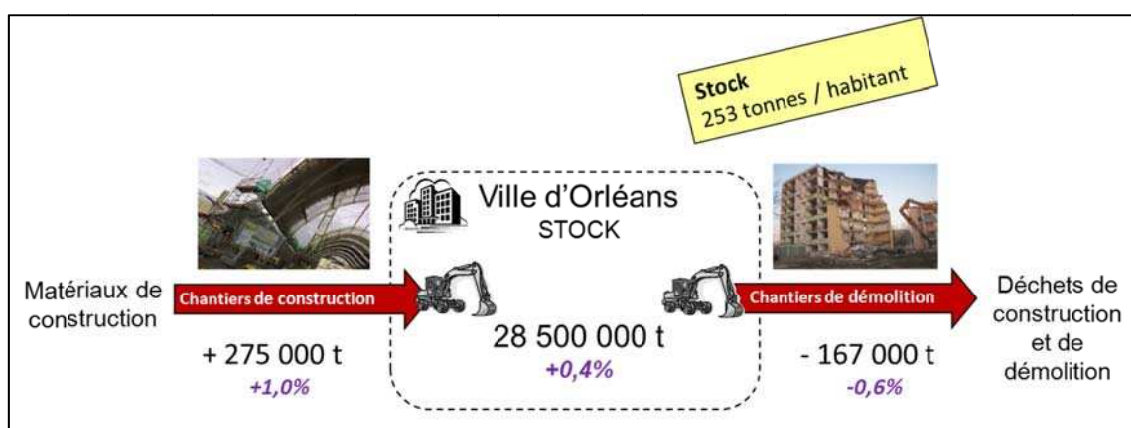 Stock
253 tonnes / habitant
Ville d'Orléans
STOCK
Matériaux de
construction
Chantiers de construction
+ 275 000 t
+1,0%
28 500 000 t
+0,4%
Chantiers de démolition
- 167 000 t
-0,6%
Déchets de
construction
et de
démolition